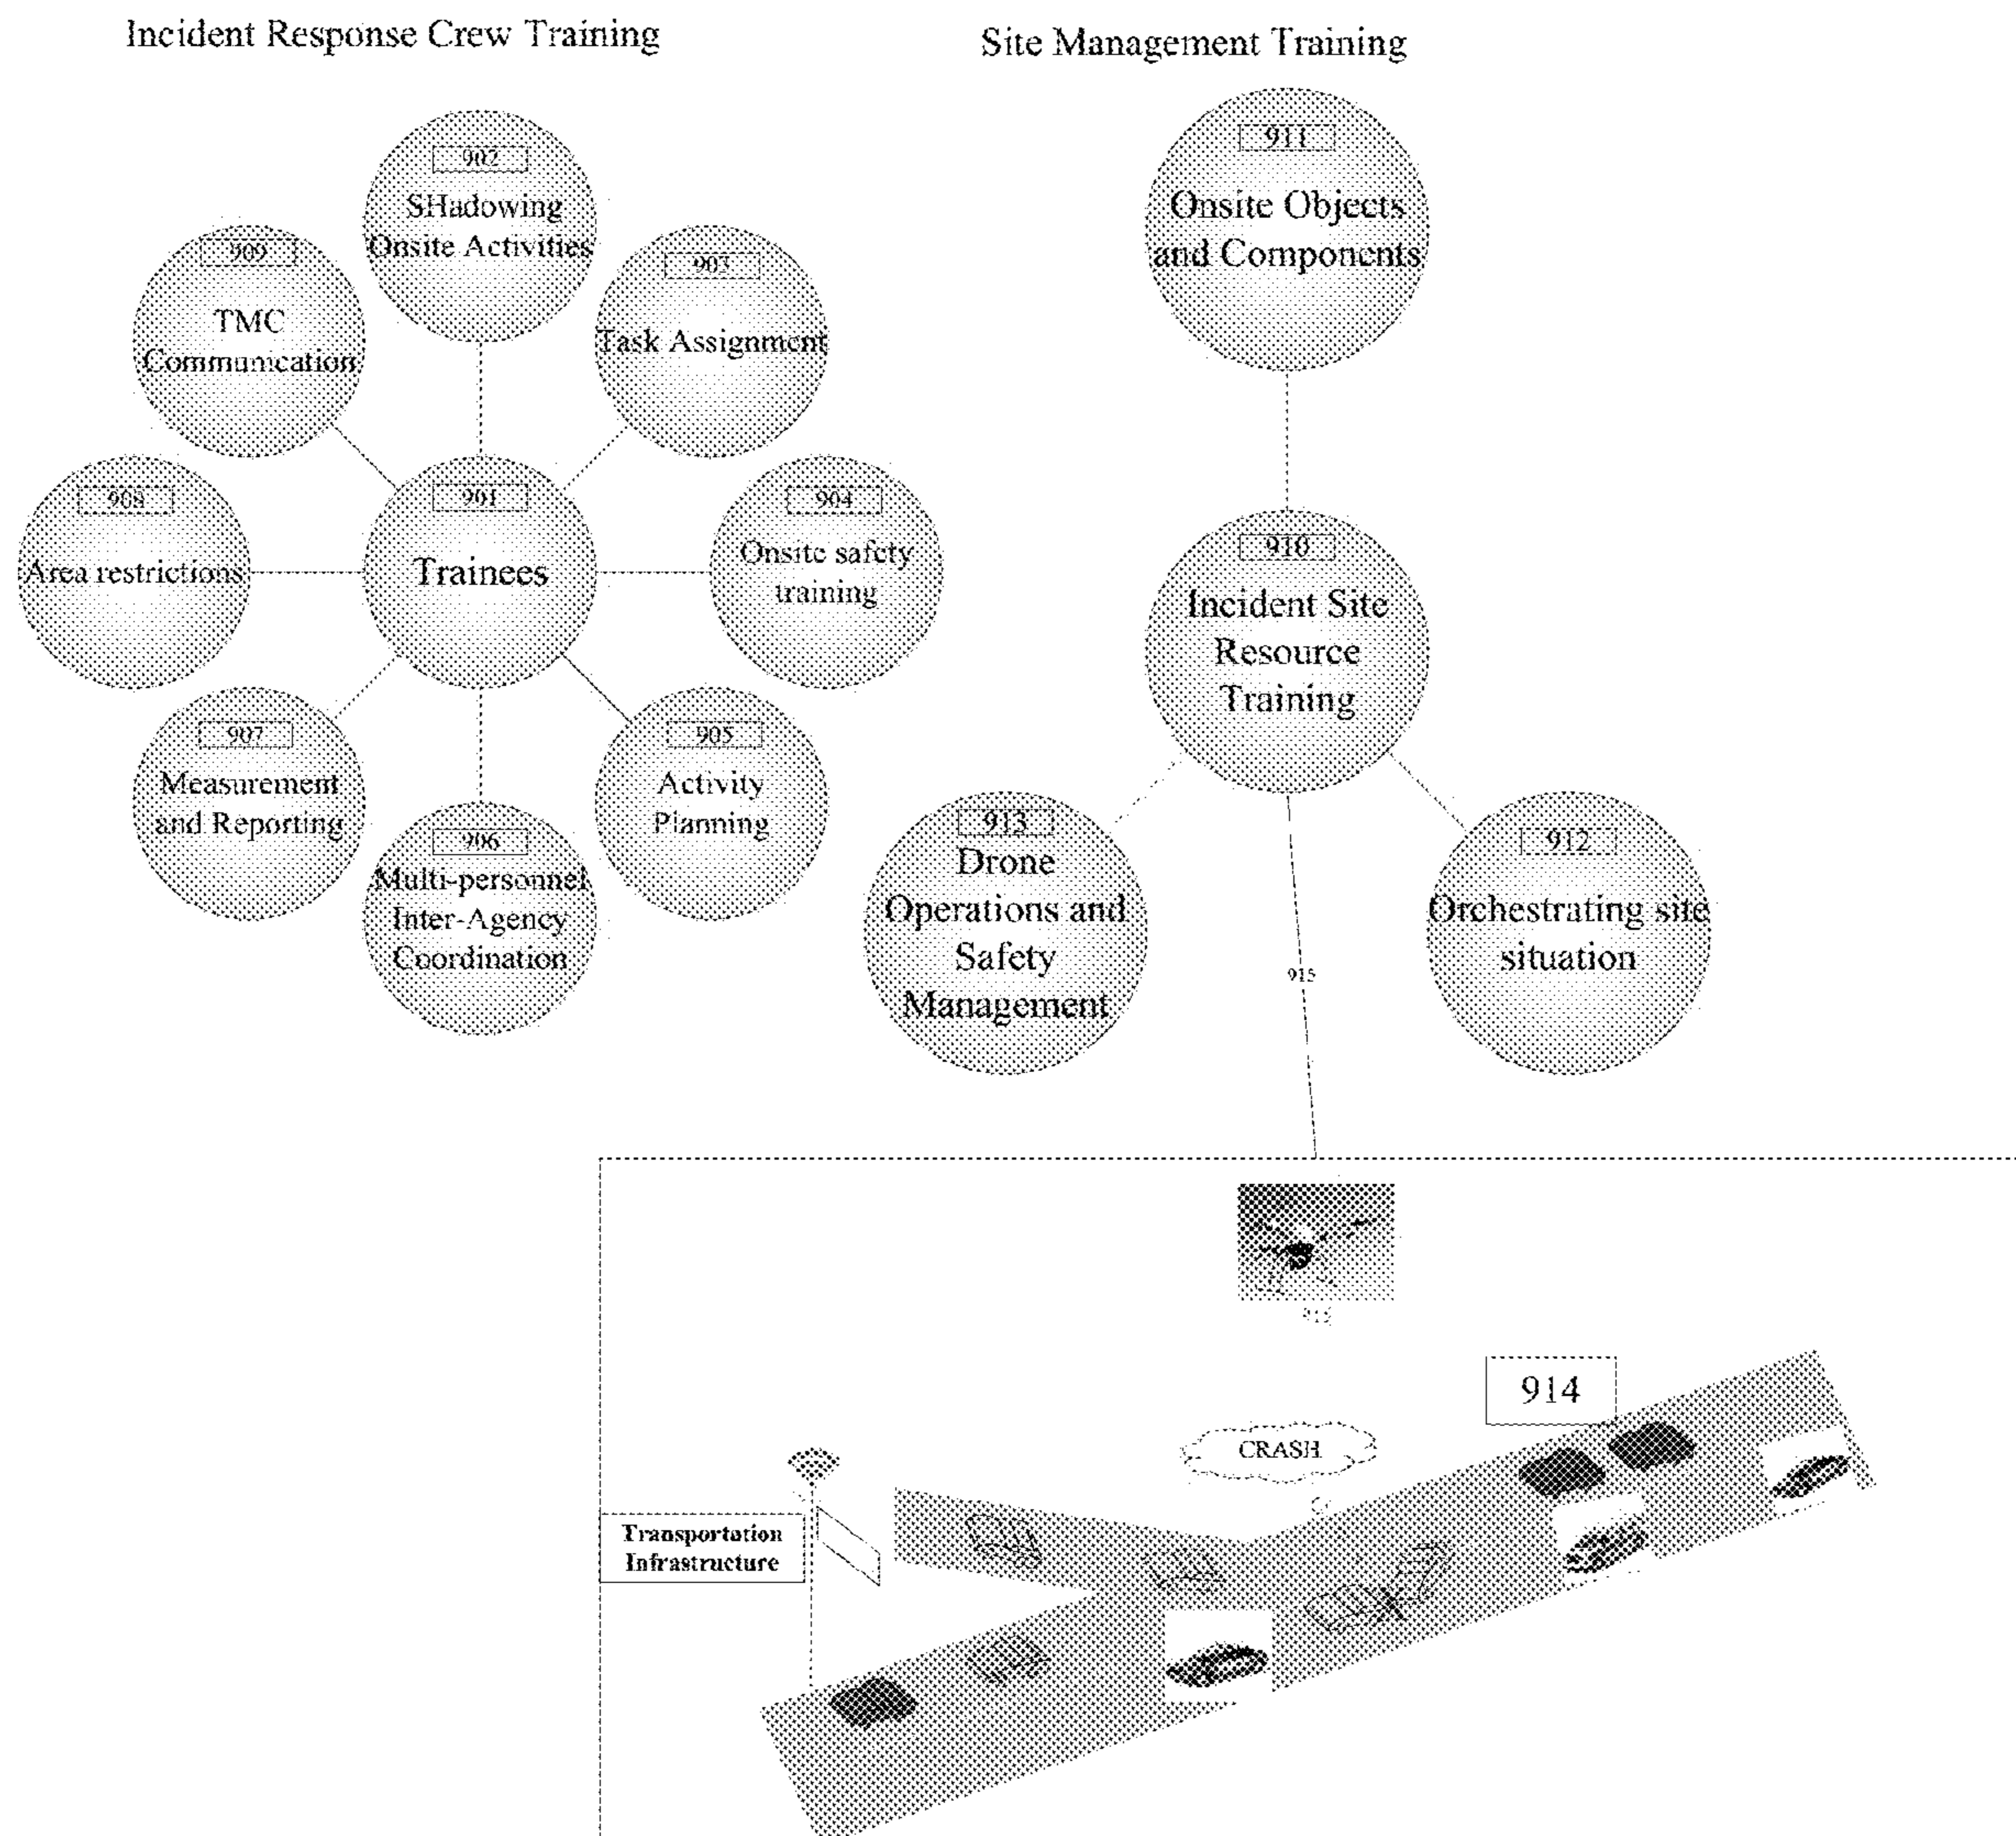 Incident Response Crew Training
Site Management Training
902
SHadowing
Onsite Activities
903
Task Assignment
904
Onsite safety
training
905
Activity
Planning
906
Multi-personnel
Inter-Agency
Coordination
907
Measurement
and Reporting
908
Area restrictions
909
TMC
Communication
901
Trainees
911
Onsite Objects
and Components
910
Incident Site
Resource
Training
912
Orchestrating site
situation
913
Drone
Operations and
Safety
Management
915
914
CRASH
Transportation
Infrastructure